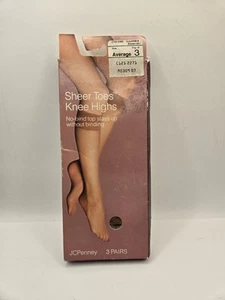 Average
3
Sheer Toes
Knee Highs
No-bind top stays up
without binding
JCPenney
3 PAIRS